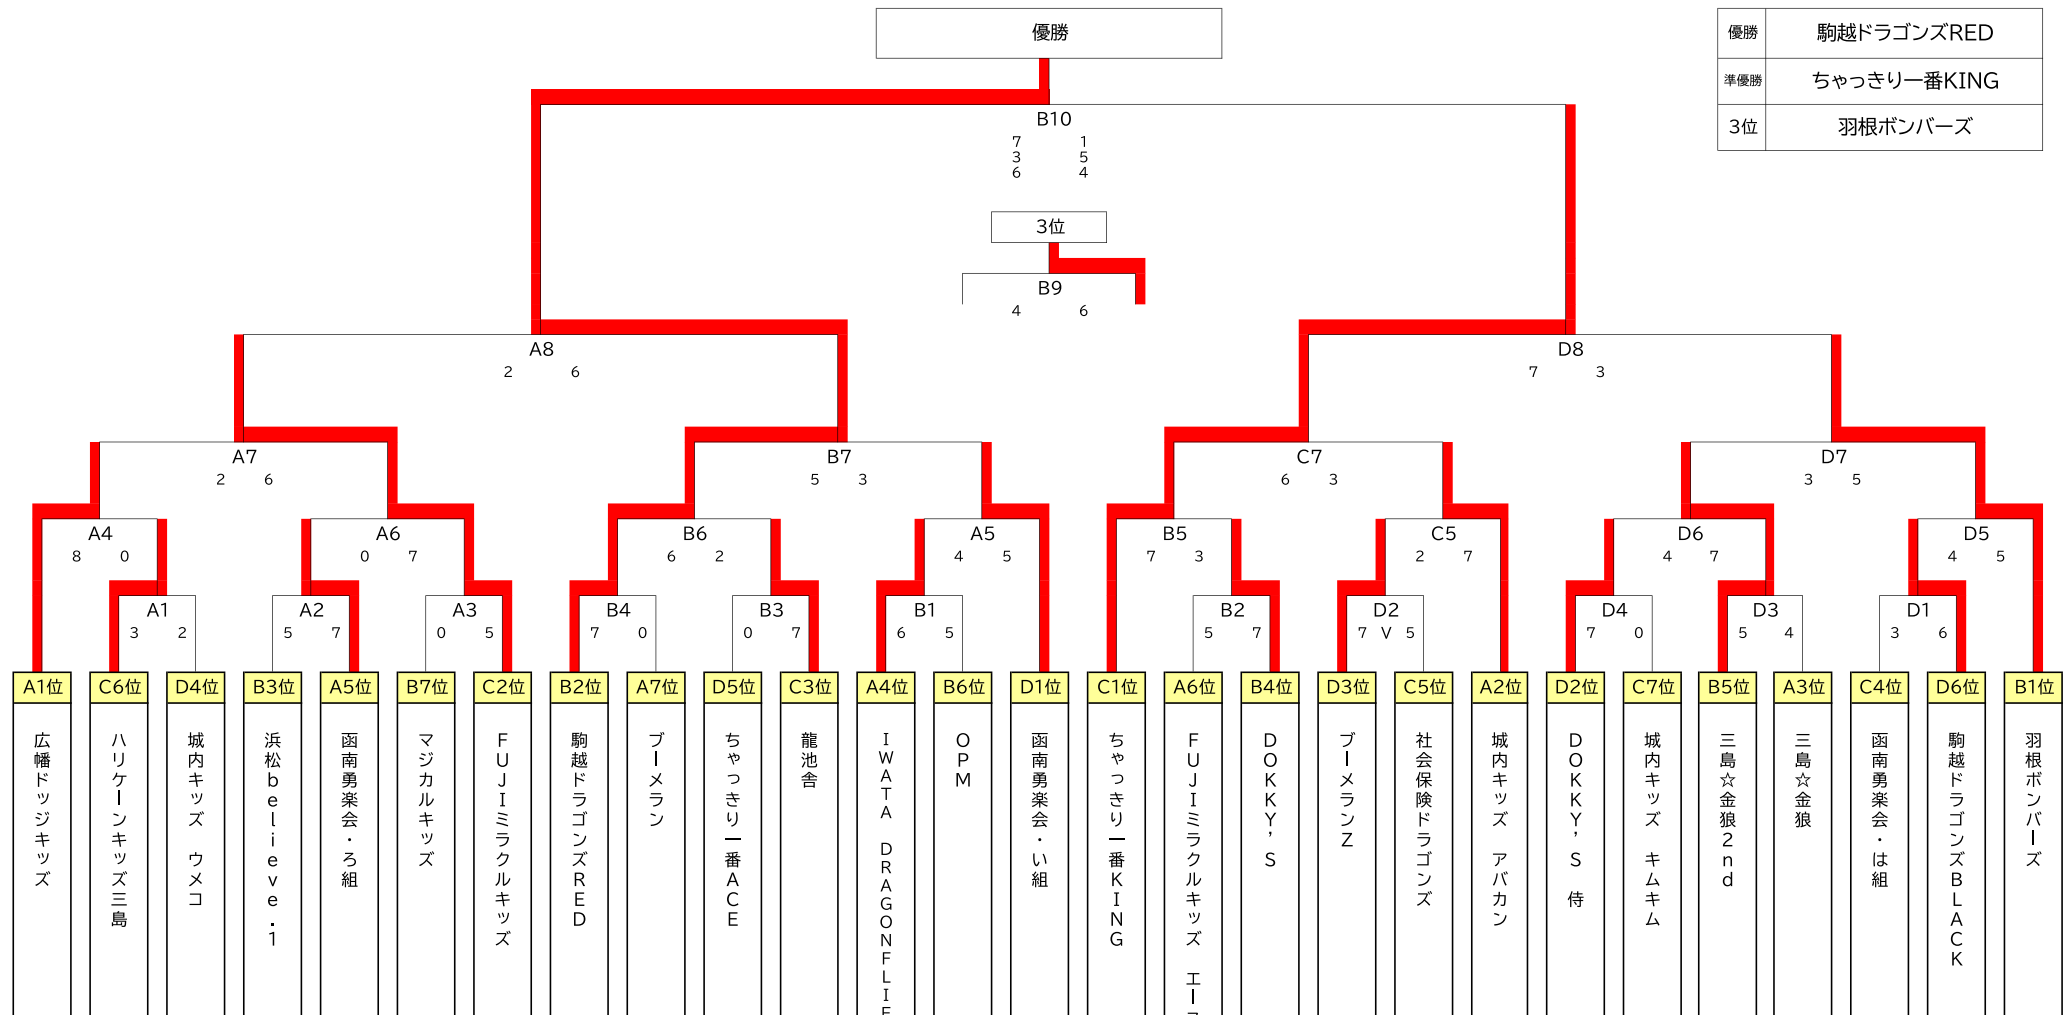 優勝
優勝 駒越ドラゴンズRED
準優勝 ちゃっきり一番KING
3位 羽根ボンバーズ
B10
7 1
3 5
6 4
3位
B9
4 6
A8
2 6
D8
7 3
A7
2 6
B7
5 3
C7
6 3
D7
3 5
A4
8 0
A6
0 7
B6
6 2
A5
4 5
B5
7 3
C5
2 7
D6
4 7
D5
4 5
A1
3 2
A2
5 7
A3
0 5
B4
7 0
B3
0 7
B1
6 5
B2
5 7
D2
7 V 5
D4
7 0
D3
5 4
D1
3 6
A1位 C6位 D4位 B3位 A5位 B7位 C2位 B2位 A7位 D5位 C3位 A4位 B6位 D1位 C1位 A6位 B4位 D3位 C5位 A2位 D2位 C7位 B5位 A3位 C4位 D6位 B1位
広幡ドッジキッズ
ハリケーンキッズ三島
城内キッズ ウメコ
浜松believe.1
函南勇楽会・ろ組
マジカルキッズ
FUJIミラクルキッズ
駒越ドラゴンズRED
ブーメラン
ちゃっきり一番ACE
龍池舎
IWATA DRAGONFLIE
OPM
函南勇楽会・い組
ちゃっきり一番KING
FUJIミラクルキッズ エー
DOKKY'S
ブーメランZ
社会保険ドラゴンズ
城内キッズ アバカン
DOKKY'S 侍
城内キッズ キムキム
三島☆金狼2nd
三島☆金狼
函南勇楽会・は組
駒越ドラゴンズBLACK
羽根ボンバーズ